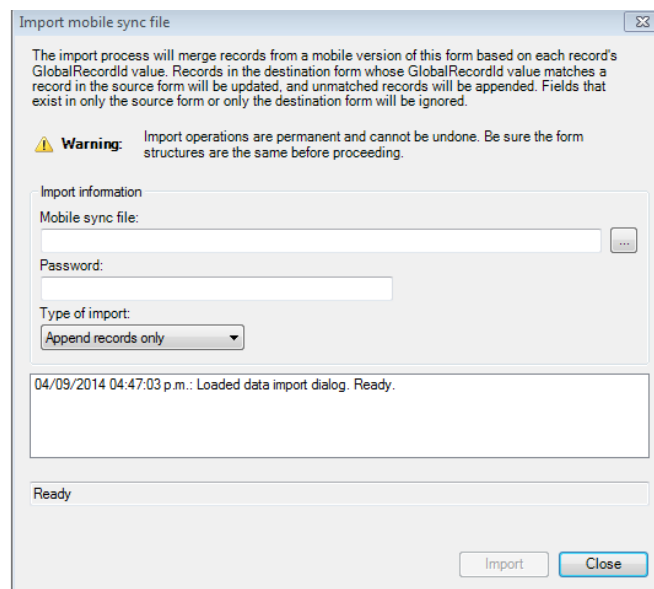 Import mobile sync file
The import process will merge records from a mobile version of this form based on each record's
GlobalRecordId value. Records in the destination form whose GlobalRecordId value matches a
record in the source form will be updated, and unmatched records will be appended. Fields that
exist in only the source form or only the destination form will be ignored.
Warning:
Import operations are permanent and cannot be undone. Be sure the form
structures are the same before proceeding.
Import information
Mobile sync file:
...
Password:
Type of import:
Append records only
04/09/2014 04:47:03 p.m.: Loaded data import dialog. Ready.
Ready
Import
Close